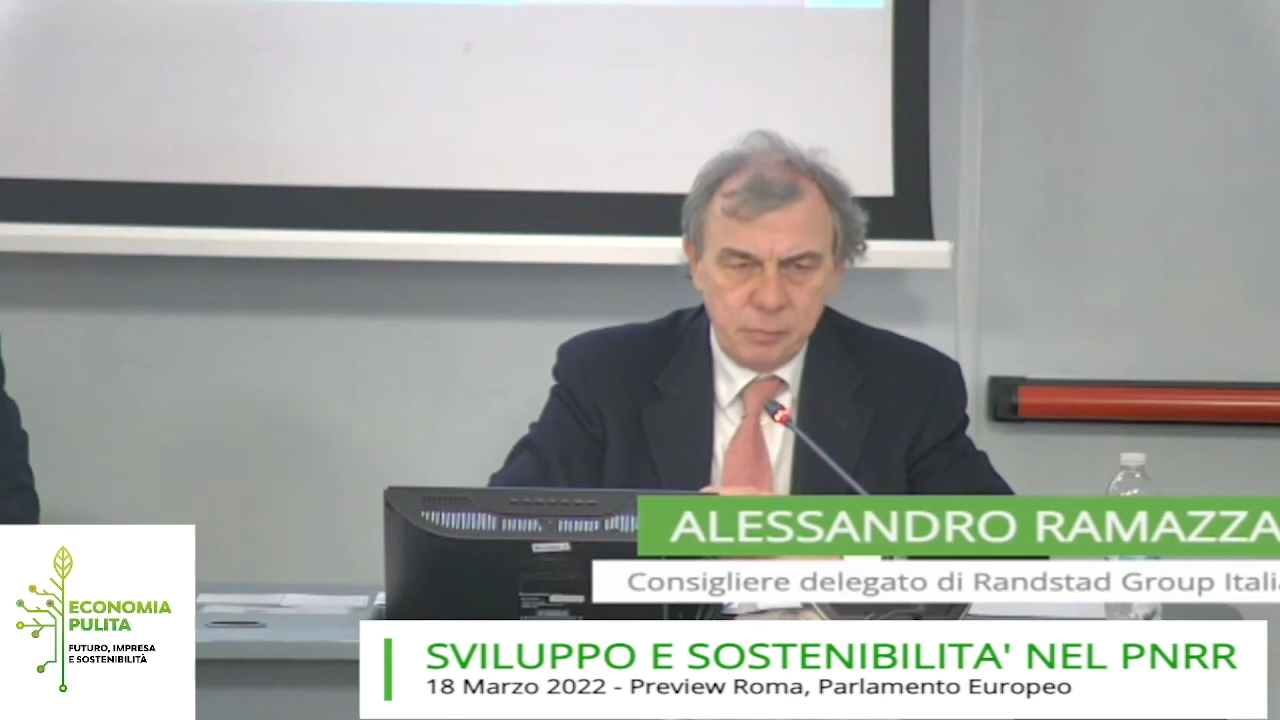 ALESSANDRO RAMAZZA
Consigliere delegato di Randstad Group Itali
ECONOMIA
PULITA
FUTURO, IMPRESA
E SOSTENIBILITÀ
SVILUPPO E SOSTENIBILITA' NEL PNRR
18 Marzo 2022 - Preview Roma, Parlamento Europeo